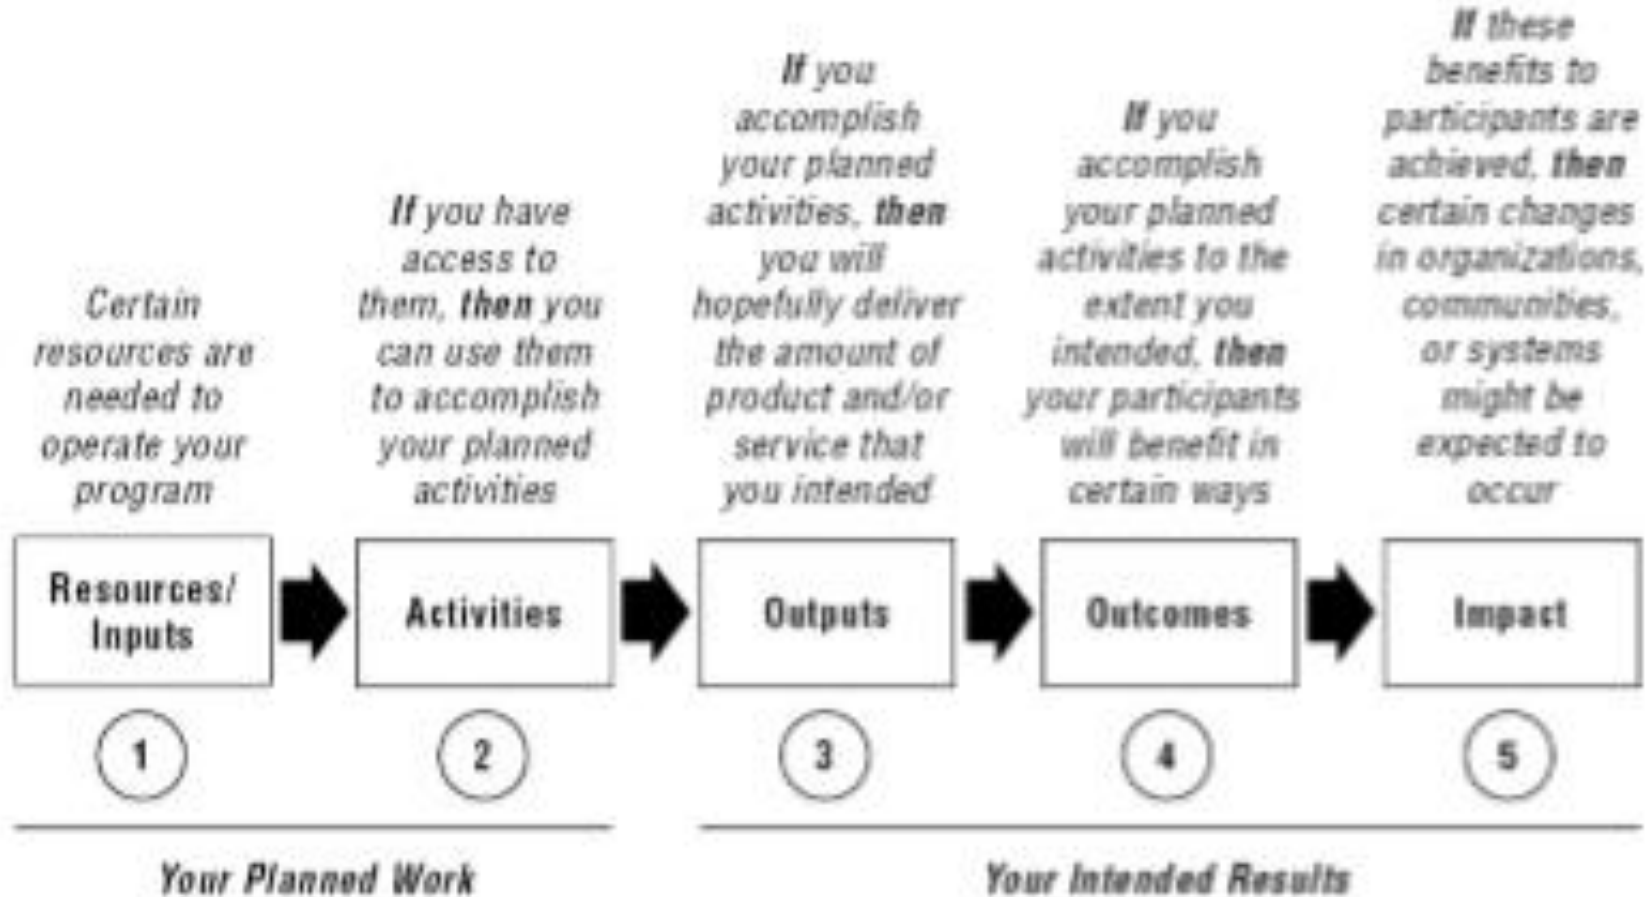 Certain
resources are
needed to
operate your
program
If you have
access to
them, then you
can use them
to accomplish
your planned
activities
If you
accomplish
your planned
activities, then
you will
hopefully deliver
the amount of
product and/or
service that
you intended
If you
accomplish
your planned
activities to the
extent you
intended, then
your participants
will benefit in
certain ways
If these
benefits to
participants are
achieved, then
certain changes
in organizations,
communities,
or systems
might be
expected to
occur
Resources/
Inputs
Activities
Outputs
Outcomes
Impact
1
2
3
4
5
Your Planned Work
Your Intended Results